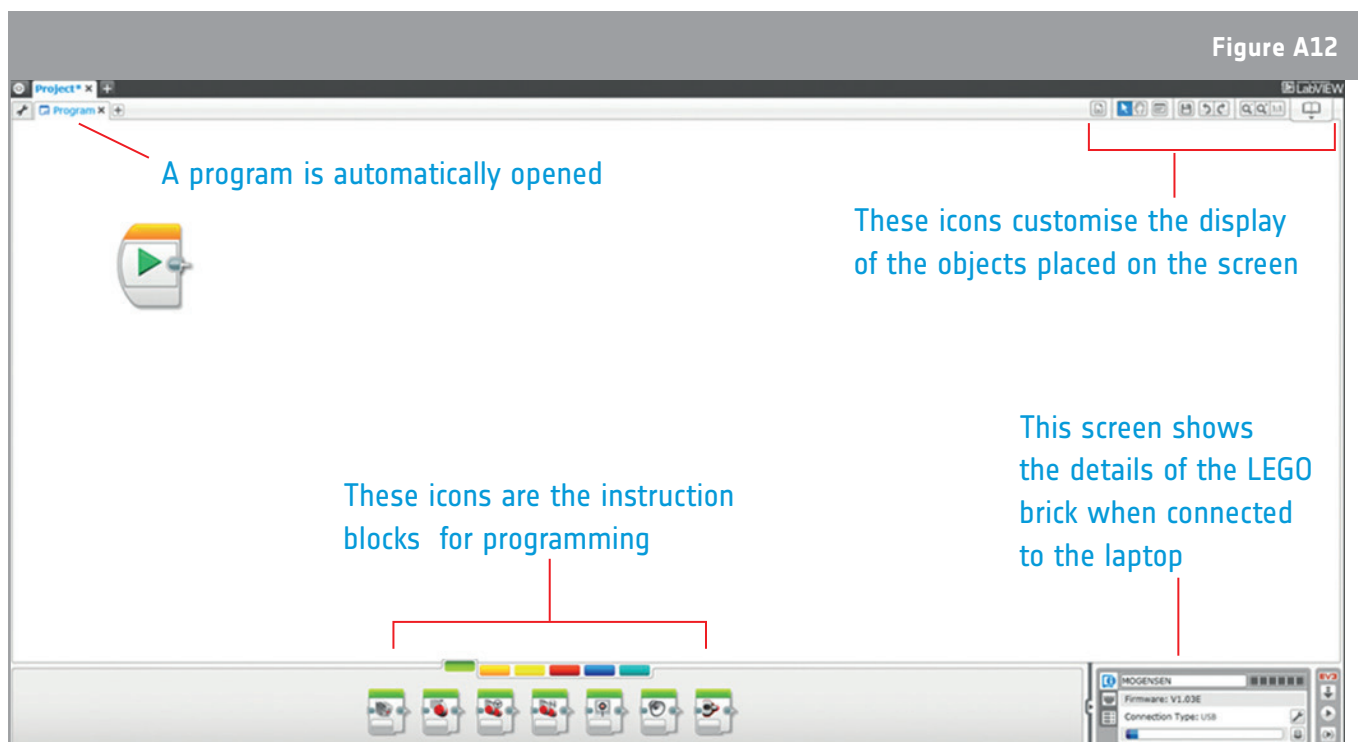 Figure A12
Project* × +
LabVIEW
Program × +
1:1
A program is automatically opened
These icons customise the display
of the objects placed on the screen
This screen shows
the details of the LEGO
brick when connected
to the laptop
These icons are the instruction
blocks for programming
MOGENSEN
EV3
Firmware: V1.03E
Connection Type: USB